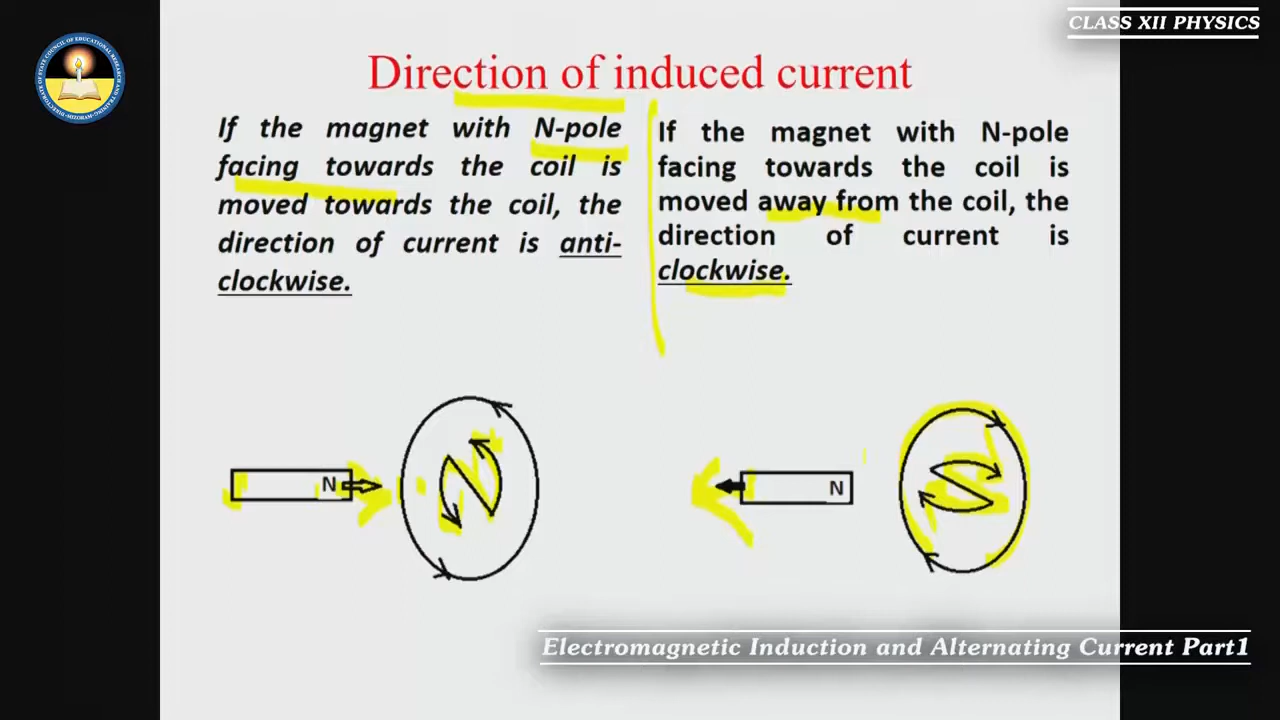 CLASS XII PHYSICS
Direction of induced current
If the magnet with N-pole
facing towards the coil is
moved towards the coil, the
direction of current is anti-
clockwise.
If the magnet with N-pole
facing towards the coil is
moved away from the coil, the
direction of current is
clockwise.
N
N
N
S
Electromagnetic Induction and Alternating Current Part1